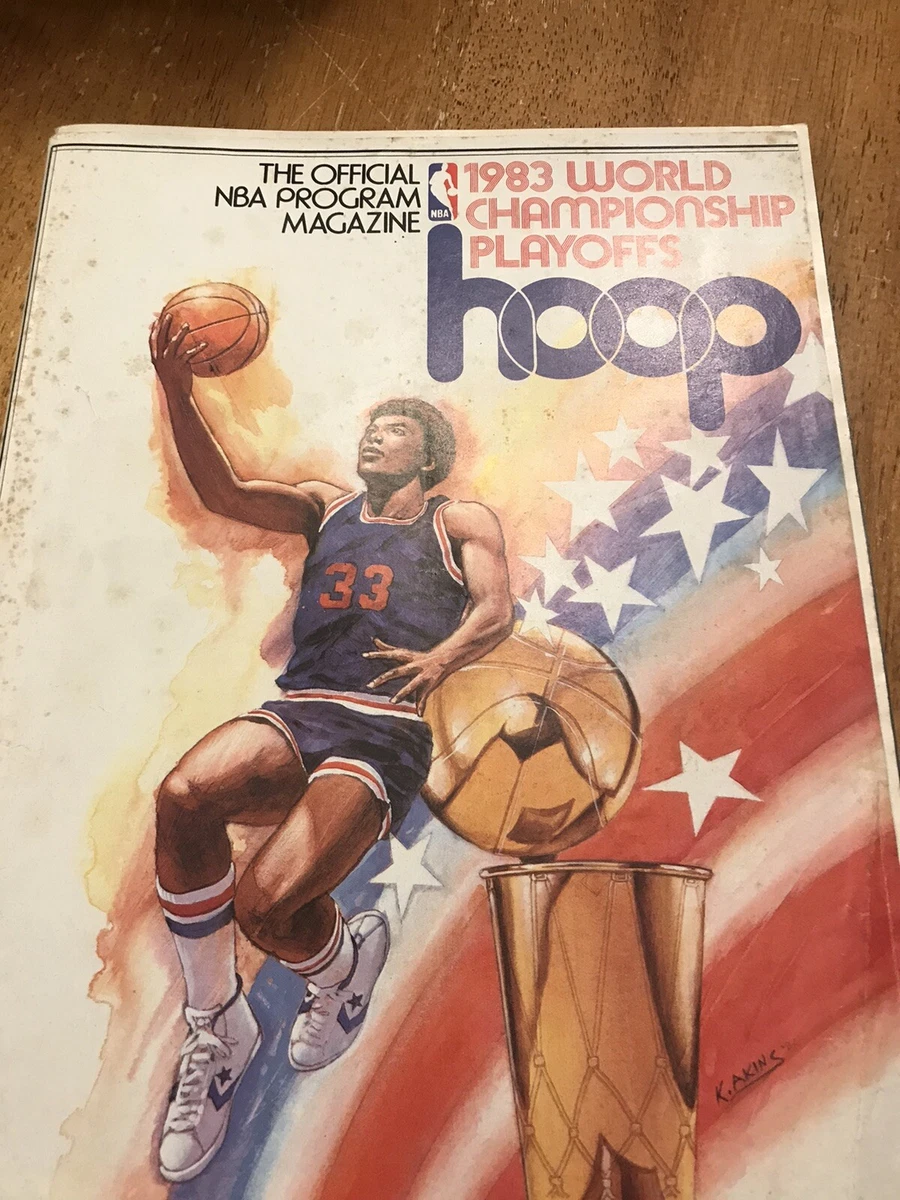 THE OFFICIAL
NBA PROGRAM
MAGAZINE
NBA
1983 WORLD
CHAMPIONSHIP
PLAYOFFS
hoop
33
K. AKINS